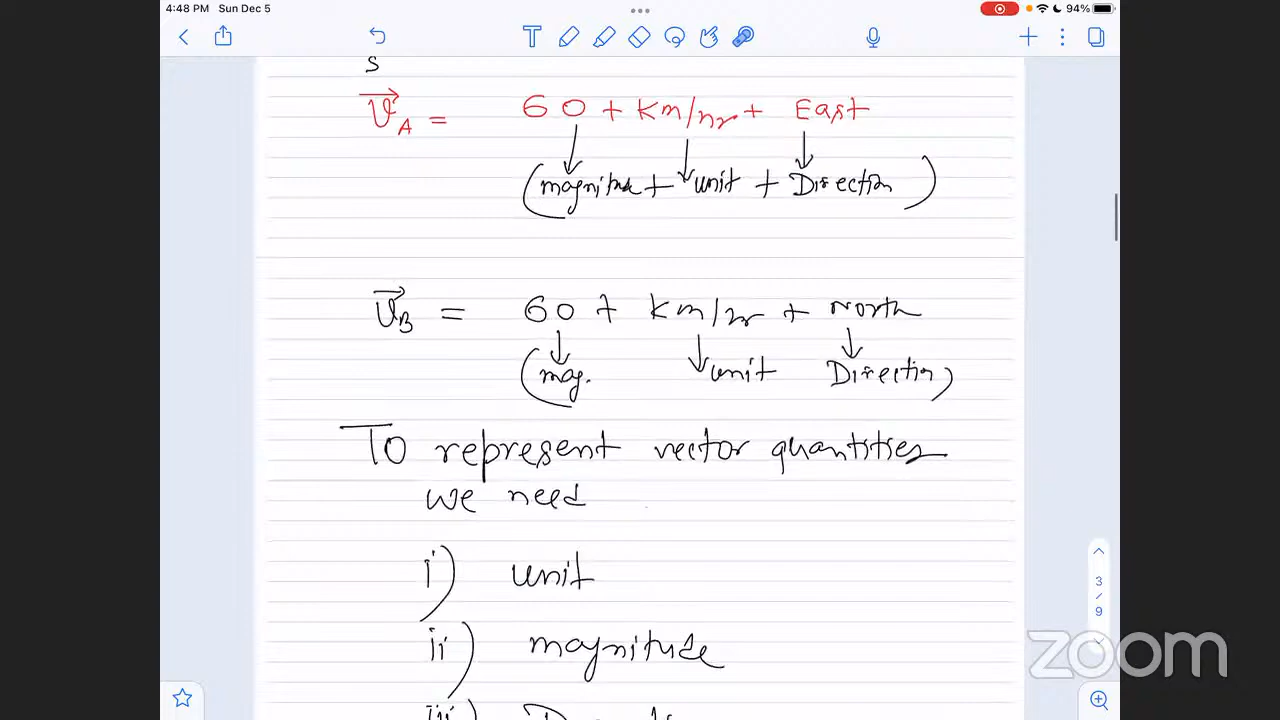 4:48 PM Sun Dec 5
94%
S
V A = 60 + Km/hr + East
(magnitude + unit + Direction)
V B = 60 + Km/hr + North
(mag. unit Direction)
To represent vector quantities
we need
i) unit
ii) magnitude
iii)
3
/
9
zoom